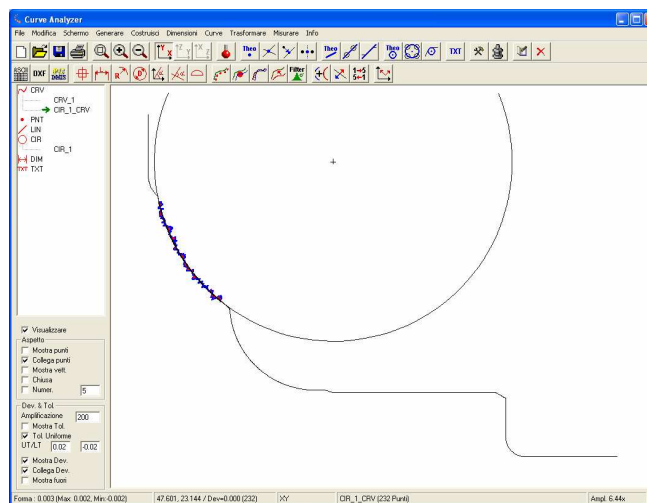 Curve Analyzer
File Modifica Schermo Generare Costruisci Dimensioni Curve Trasformare Misurare Info
Theo Theo Theo TXT
ASCII DXF DMIS Filter
CRV
CRV_1
CIR_1_CRV
PNT
LIN
CIR
CIR_1
DIM
TXT TXT
Visualizzare
Aspetto
Mostra punti
Collega punti
Mostra vett.
Chiusa
Numer. 5
Dev. & Tol.
Amplificazione 200
Mostra Tol.
Tol. Uniforme
UT/LT 0.02 -0.02
Mostra Dev.
Collega Dev.
Mostra fuori
Forma : 0.003 (Max: 0.002, Min:-0.002) 47.601, 23.144 / Dev=0.000 (232) XY CIR_1_CRV (232 Punti) Ampl. 6.44x